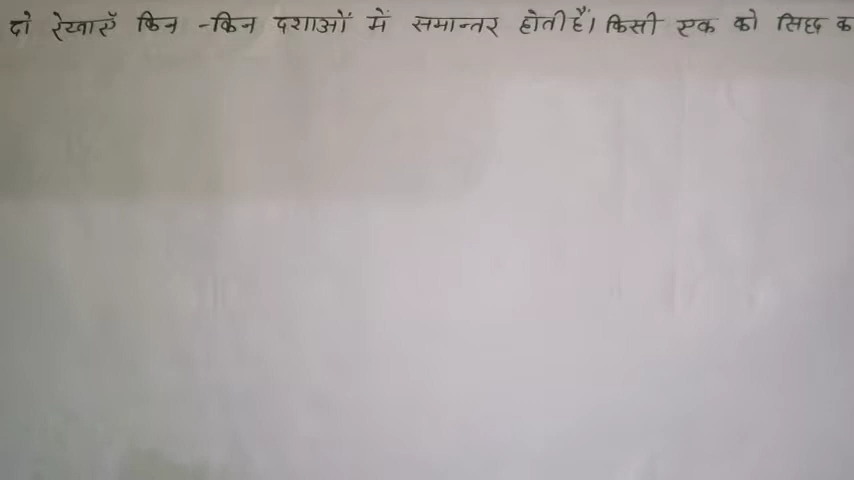 दो रेखाएँ किन -किन दशाओं में समान्तर होती हैं। किसी एक को सिद्ध क